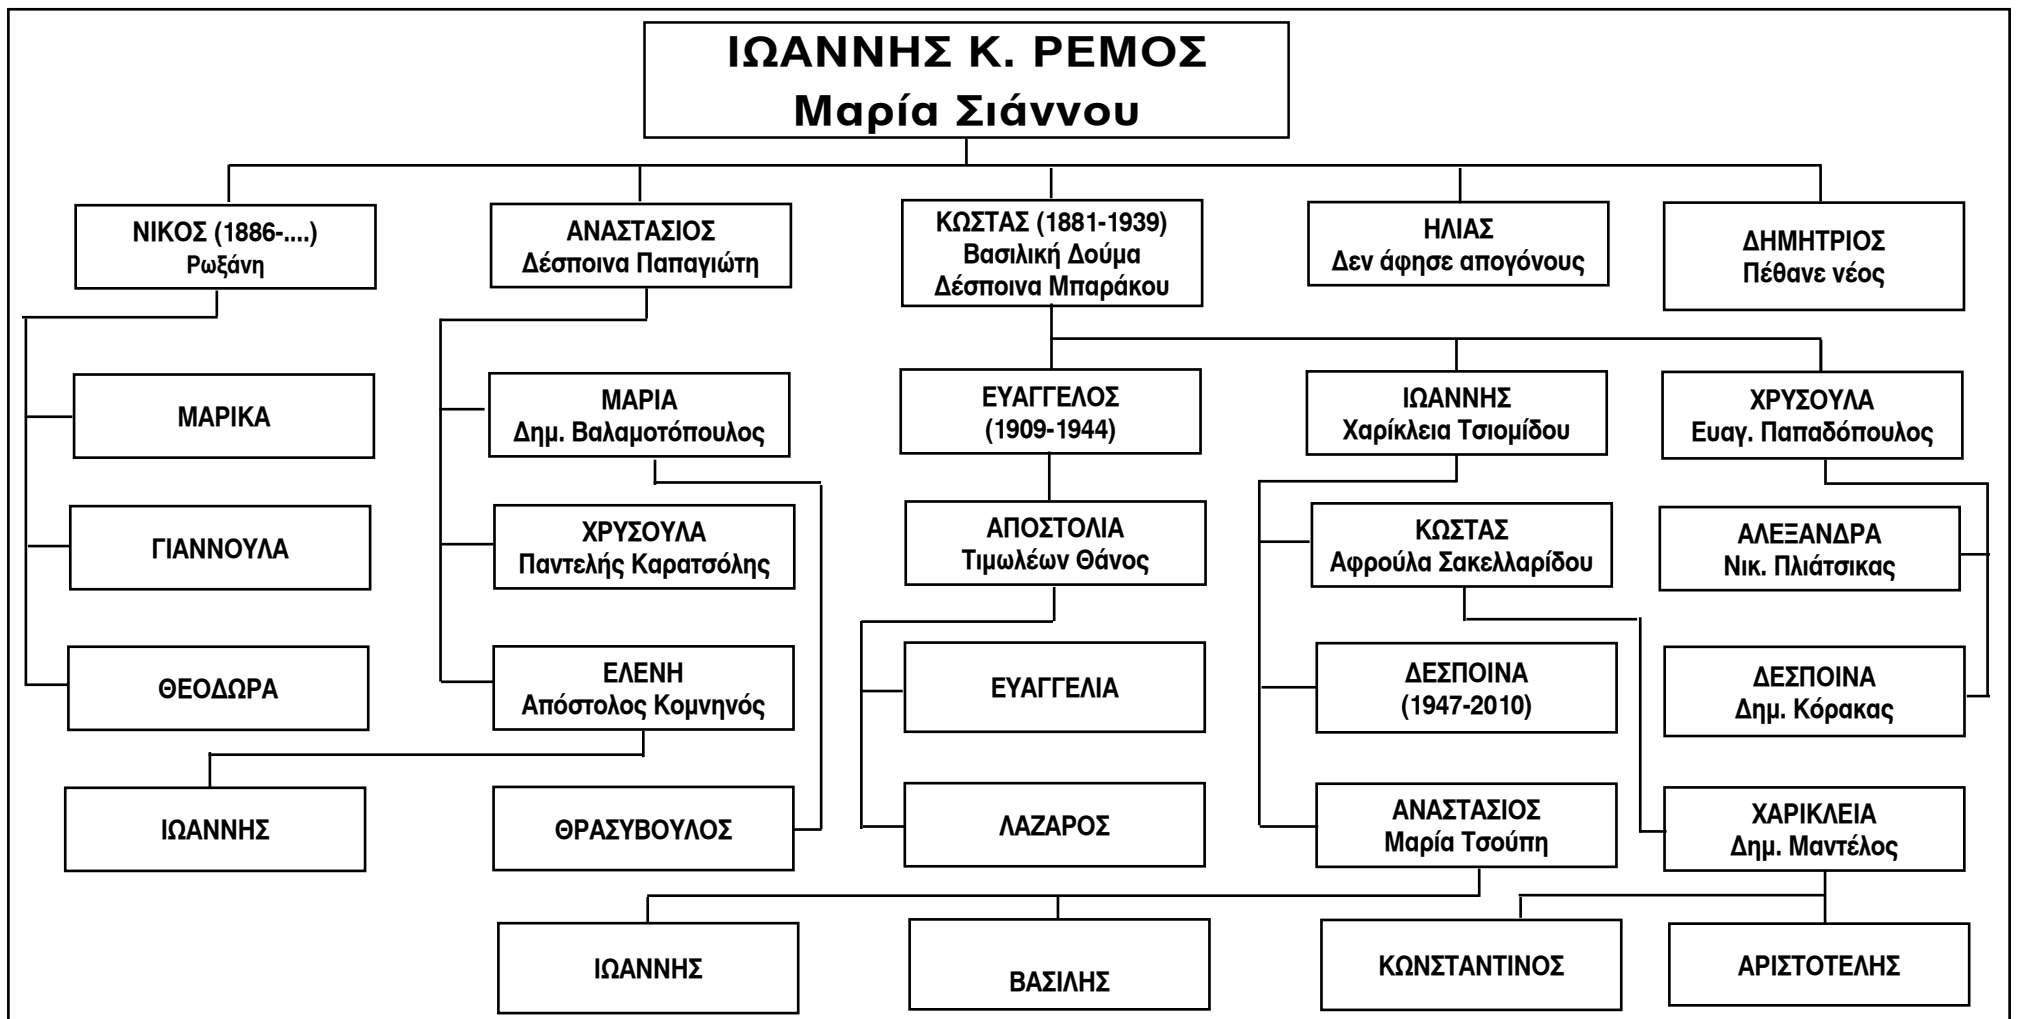 ΙΩΑΝΝΗΣ Κ. ΡΕΜΟΣ
Μαρία Σιάννου
ΝΙΚΟΣ (1886-....)
Ρωξάνη
ΑΝΑΣΤΑΣΙΟΣ
Δέσποινα Παπαγιώτη
ΚΩΣΤΑΣ (1881-1939)
Βασιλική Δούμα
Δέσποινα Μπαράκου
ΗΛΙΑΣ
Δεν άφησε απογόνους
ΔΗΜΗΤΡΙΟΣ
Πέθανε νέος
ΜΑΡΙΚΑ
ΜΑΡΙΑ
Δημ. Βαλαμοτόπουλος
ΕΥΑΓΓΕΛΟΣ
(1909-1944)
ΙΩΑΝΝΗΣ
Χαρίκλεια Τσιομίδου
ΧΡΥΣΟΥΛΑ
Ευαγ. Παπαδόπουλος
ΓΙΑΝΝΟΥΛΑ
ΧΡΥΣΟΥΛΑ
Παντελής Καρατσόλης
ΑΠΟΣΤΟΛΙΑ
Τιμωλέων Θάνος
ΚΩΣΤΑΣ
Αφρούλα Σακελλαρίδου
ΑΛΕΞΑΝΔΡΑ
Νικ. Πλιάτσικας
ΘΕΟΔΩΡΑ
ΕΛΕΝΗ
Απόστολος Κομνηνός
ΕΥΑΓΓΕΛΙΑ
ΔΕΣΠΟΙΝΑ
(1947-2010)
ΔΕΣΠΟΙΝΑ
Δημ. Κόρακας
ΙΩΑΝΝΗΣ
ΘΡΑΣΥΒΟΥΛΟΣ
ΛΑΖΑΡΟΣ
ΑΝΑΣΤΑΣΙΟΣ
Μαρία Τσούπη
ΧΑΡΙΚΛΕΙΑ
Δημ. Μαντέλος
ΙΩΑΝΝΗΣ
ΒΑΣΙΛΗΣ
ΚΩΝΣΤΑΝΤΙΝΟΣ
ΑΡΙΣΤΟΤΕΛΗΣ